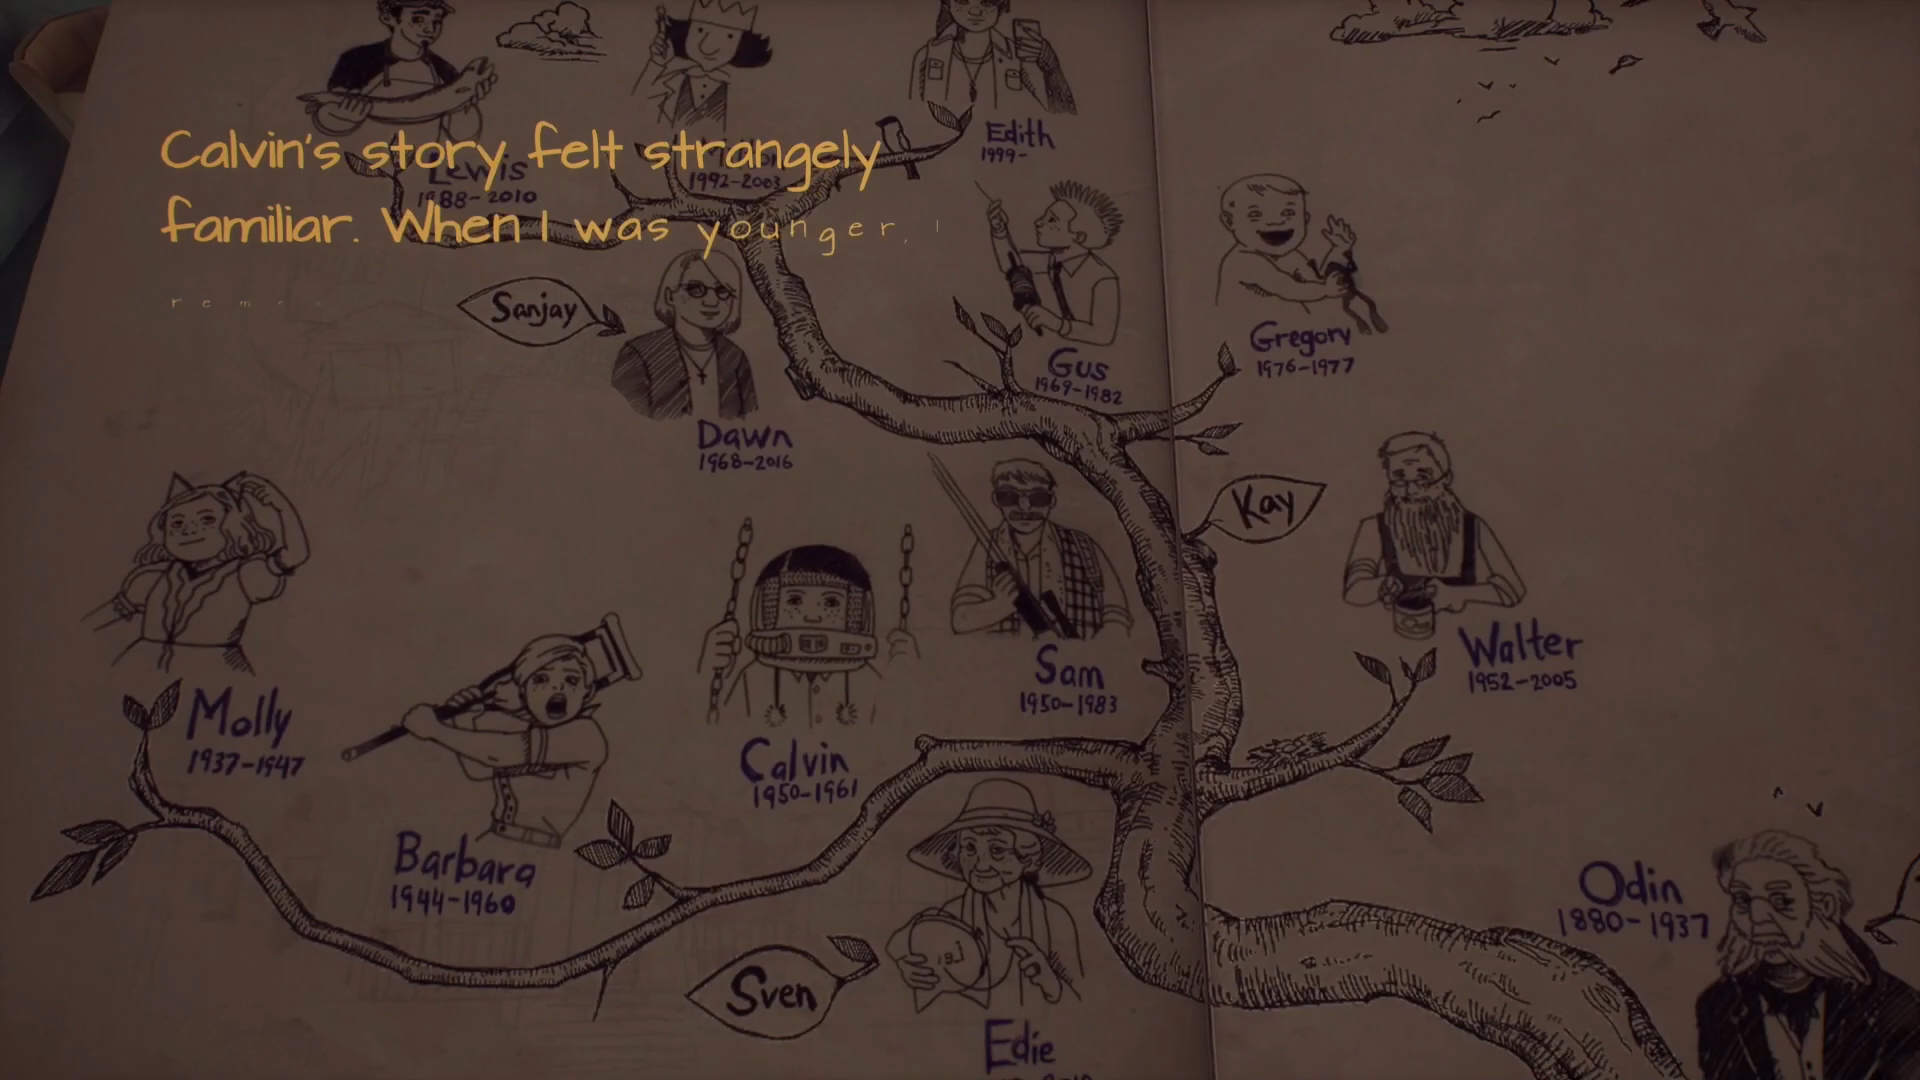 Calvin's story felt strangely
familiar. When I was younger, I
Lewis
1988-2010
1992-2003
Edith
1999-
Sanjay
Gus
1969-1982
Gregory
1976-1977
Dawn
1968-2016
Kay
Molly
1937-1947
Barbara
1944-1960
Calvin
1950-1961
Sam
1950-1983
Walter
1952-2005
Odin
1880-1937
Sven
Edie